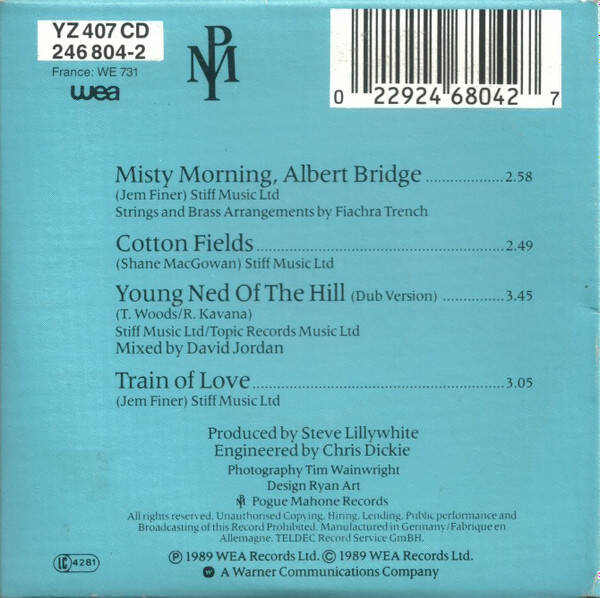 YZ 407 CD
246 804-2
France: WE 731
wea
PM
0 22924 68042 7
Misty Morning, Albert Bridge 2.58
(Jem Finer) Stiff Music Ltd
Strings and Brass Arrangements by Fiachra Trench
Cotton Fields 2.49
(Shane MacGowan) Stiff Music Ltd
Young Ned Of The Hill (Dub Version) 3.45
(T. Woods/R. Kavana)
Stiff Music Ltd/Topic Records Music Ltd
Mixed by David Jordan
Train of Love 3.05
(Jem Finer) Stiff Music Ltd
Produced by Steve Lillywhite
Engineered by Chris Dickie
Photography Tim Wainwright
Design Ryan Art
PM Pogue Mahone Records
All rights reserved. Unauthorised Copying, Hiring, Lending, Public performance and
Broadcasting of this Record Prohibited. Manufactured in Germany/Fabrique en
Allemagne. TELDEC Record Service GmBH.
℗ 1989 WEA Records Ltd. © 1989 WEA Records Ltd.
A Warner Communications Company
LC 4281